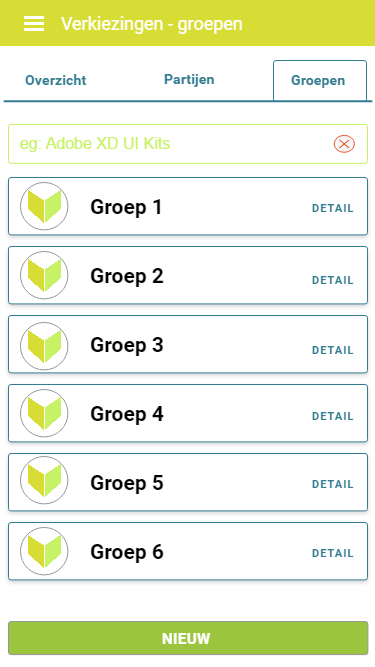 Verkiezingen - groepen
Overzicht Partijen Groepen
eg: Adobe XD UI Kits
Groep 1 DETAIL
Groep 2 DETAIL
Groep 3 DETAIL
Groep 4 DETAIL
Groep 5 DETAIL
Groep 6 DETAIL
NIEUW